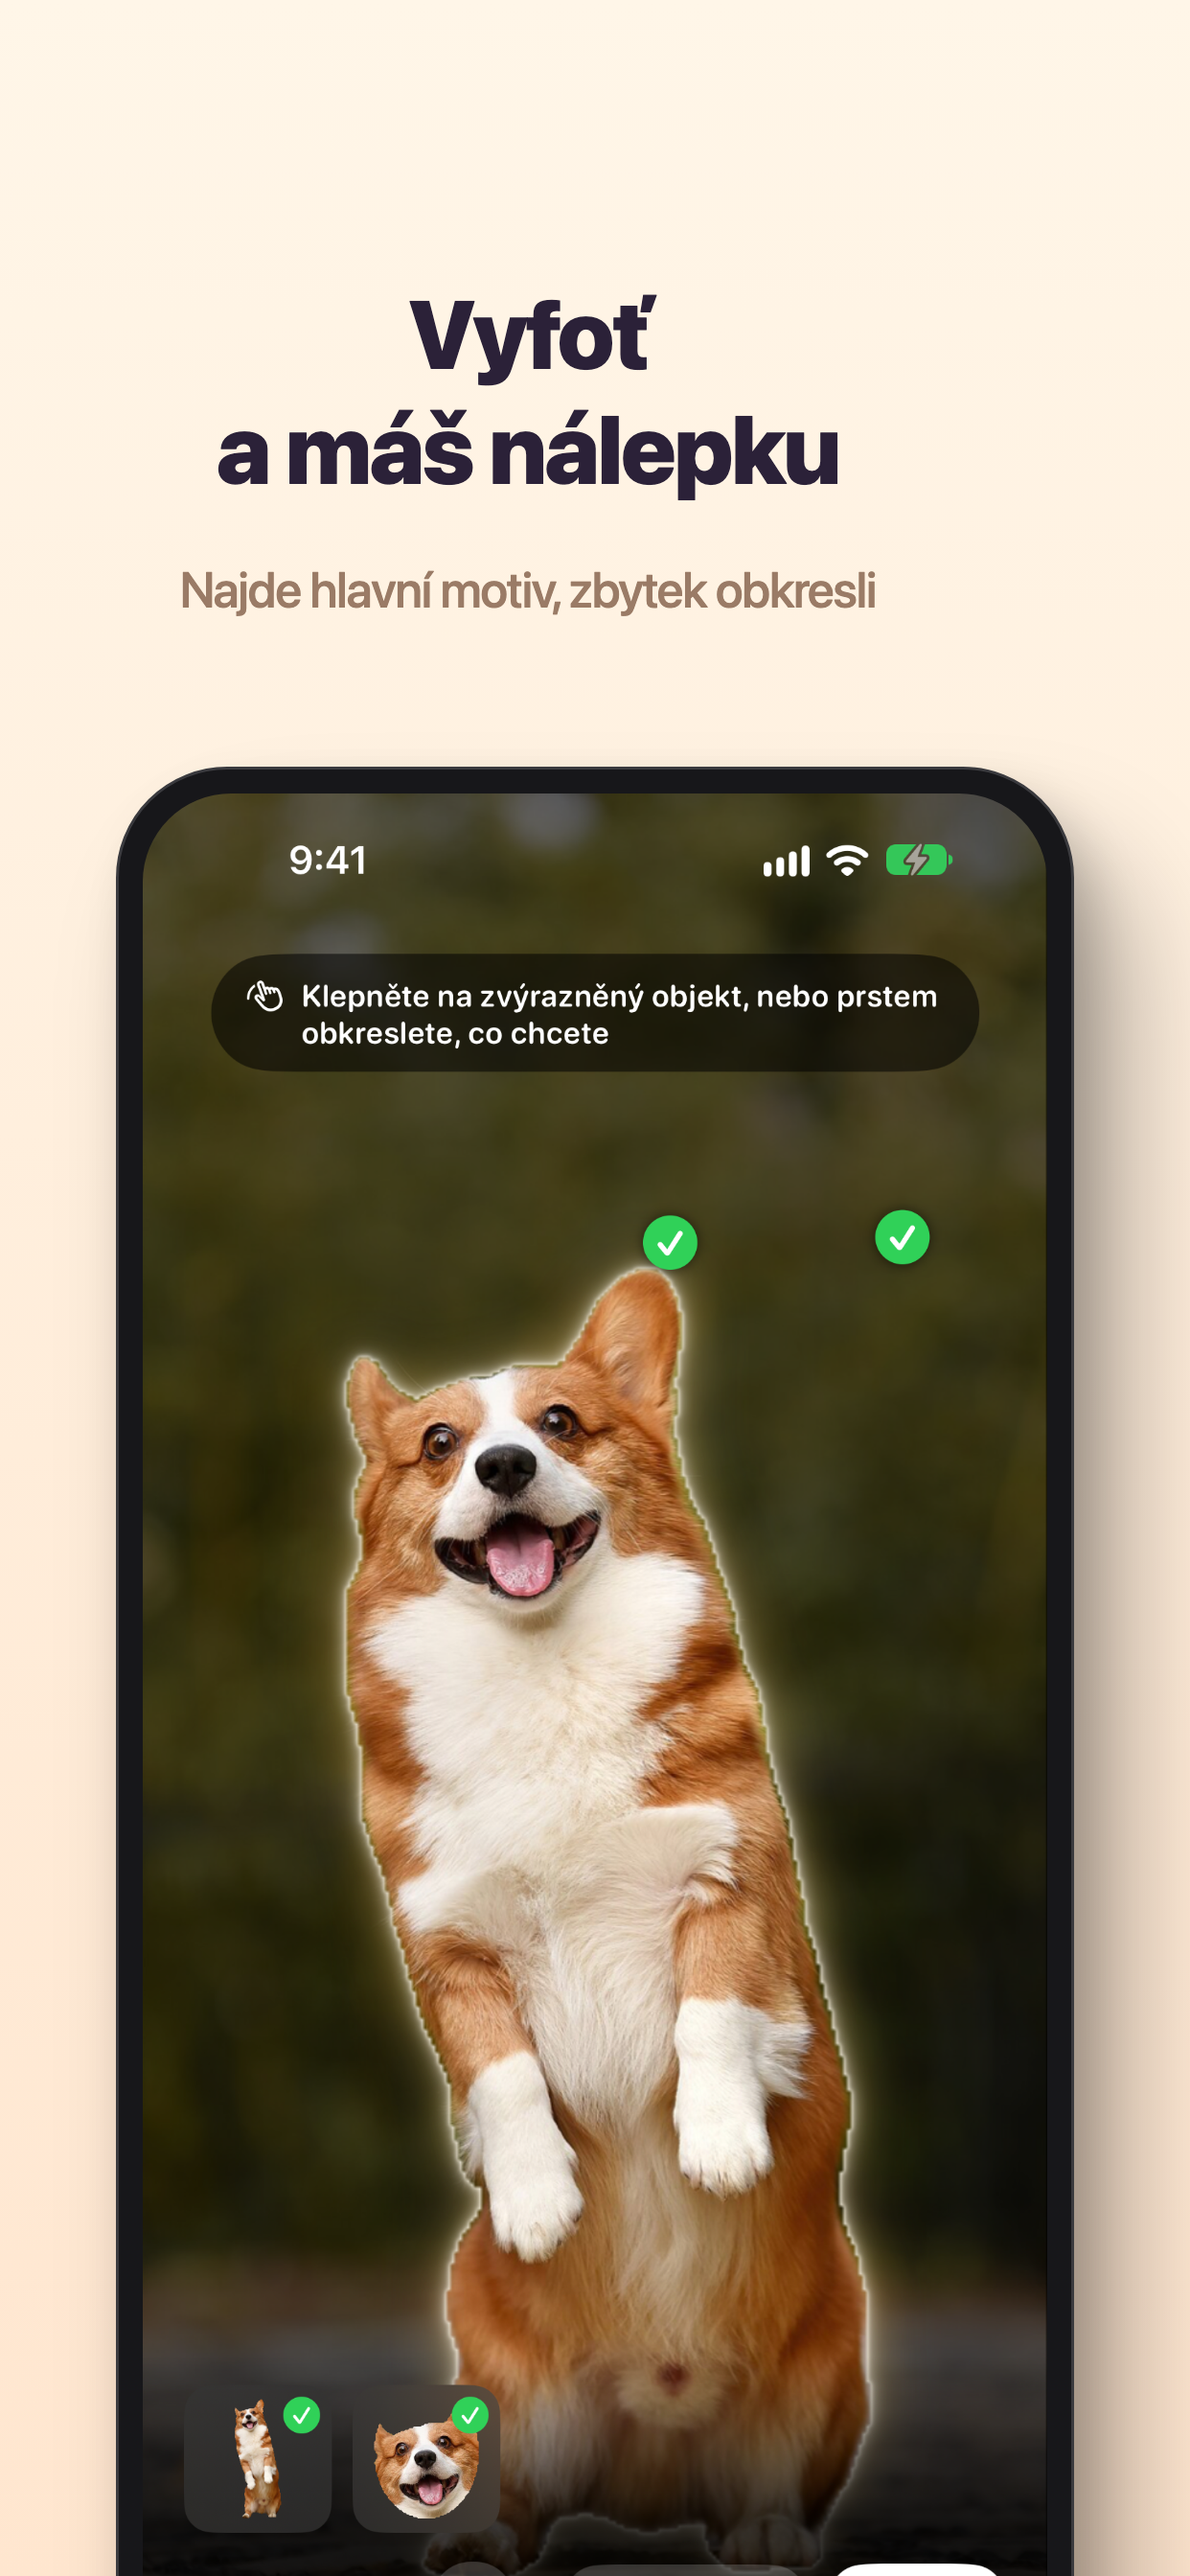 Vyfoť
a máš nálepku
Najde hlavní motiv, zbytek obkresli
9:41
Klepněte na zvýrazněný objekt, nebo prstem
obkreslete, co chcete